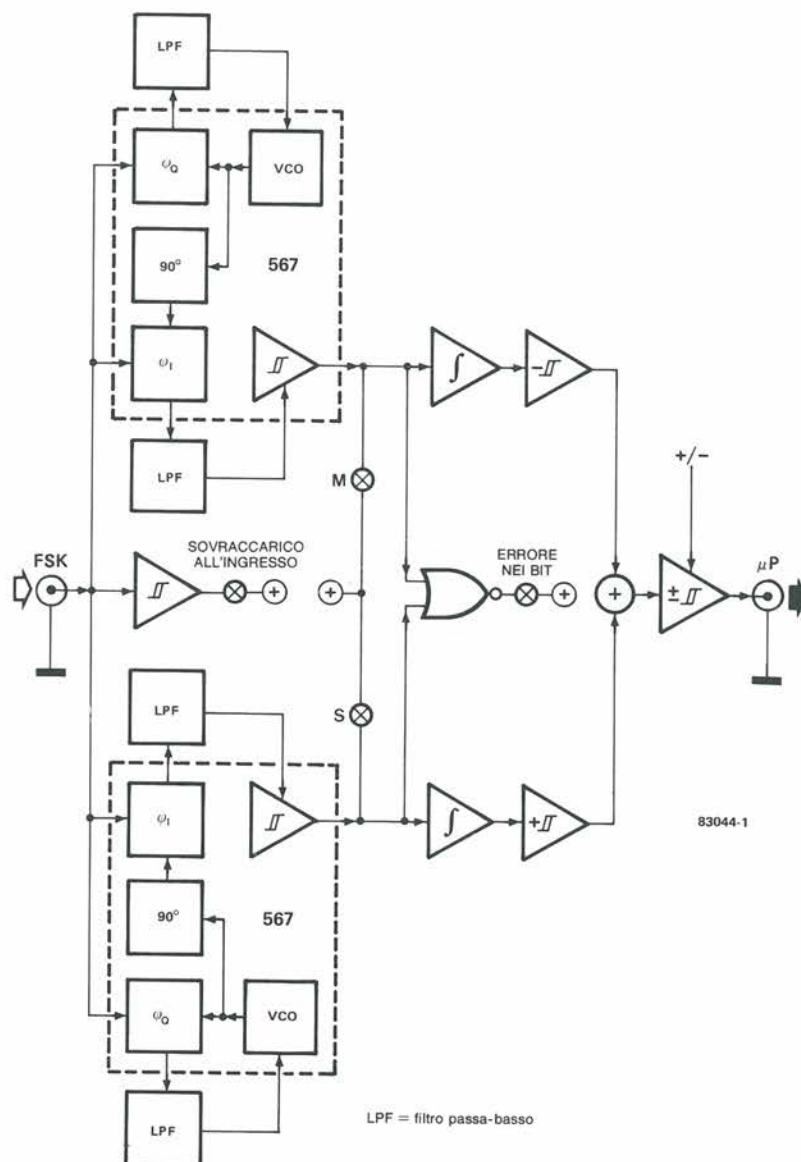 LPF
φQ
VCO
90°
567
φI
LPF
M
+/−
FSK
SOVRACCARICO
ALL'INGRESSO
ERRORE
NEI BIT
μP
LPF
S
φI
83044-1
90°
567
φQ
VCO
LPF
LPF = filtro passa-basso